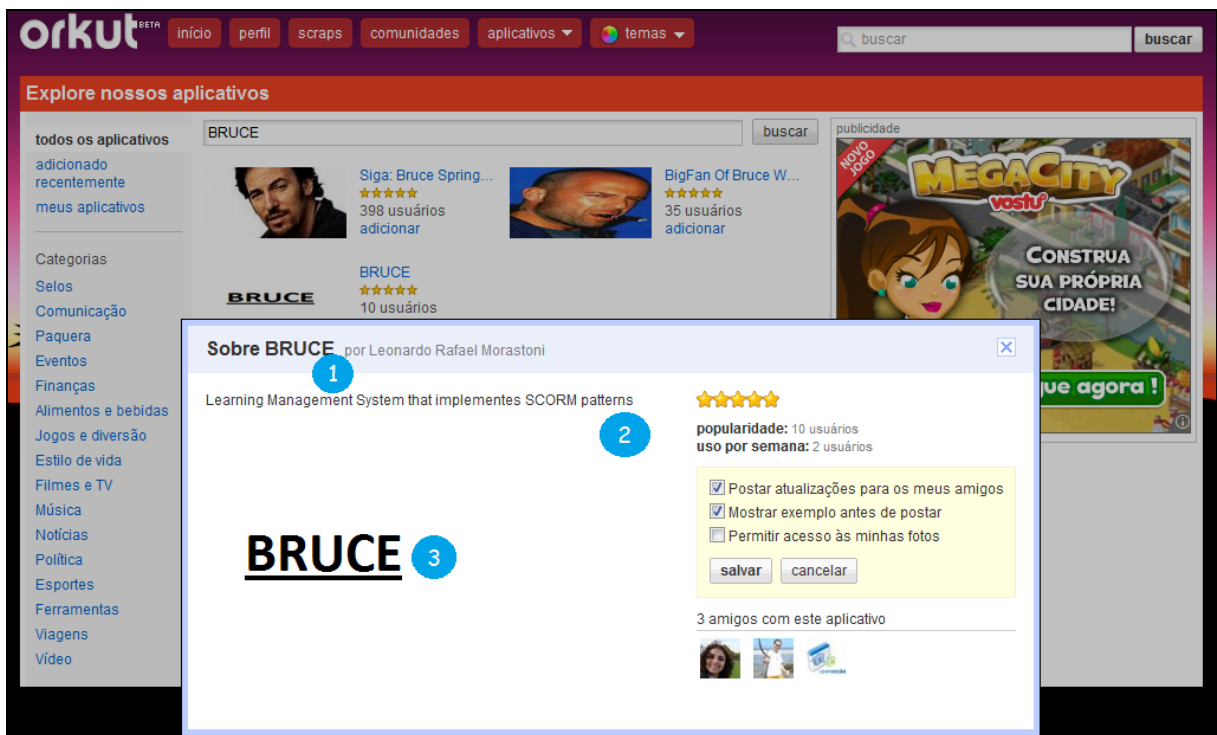 orkut BETA
início perfil scraps comunidades aplicativos temas
buscar buscar
Explore nossos aplicativos
todos os aplicativos
adicionado
recentemente
meus aplicativos
Categorias
Selos
Comunicação
Paquera
Eventos
Finanças
Alimentos e bebidas
Jogos e diversão
Estilo de vida
Filmes e TV
Música
Notícias
Política
Esportes
Ferramentas
Viagens
Vídeo
BRUCE buscar
Siga: Bruce Spring...
398 usuários
adicionar
BigFan Of Bruce W...
35 usuários
adicionar
BRUCE
BRUCE
10 usuários
publicidade
NOVO
JOGO
MEGACITY
vostu
CONSTRUA
SUA PRÓPRIA
CIDADE!
ue agora !
Sobre BRUCE por Leonardo Rafael Morastoni
1
Learning Management System that implementes SCORM patterns
2
BRUCE
3
popularidade: 10 usuários
uso por semana: 2 usuários
Postar atualizações para os meus amigos
Mostrar exemplo antes de postar
Permitir acesso às minhas fotos
salvar cancelar
3 amigos com este aplicativo